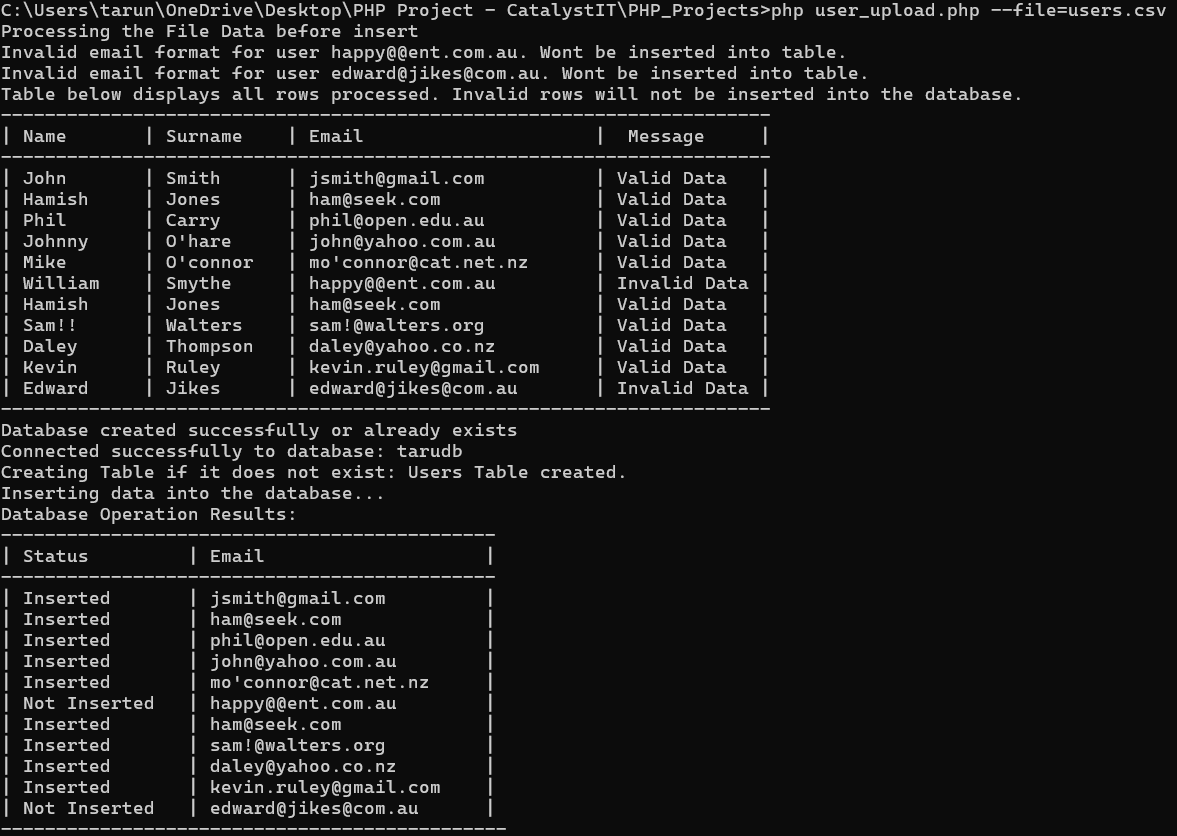 C:\Users\tarun\OneDrive\Desktop\PHP Project - CatalystIT\PHP_Projects>php user_upload.php --file=users.csv
Processing the File Data before insert
Invalid email format for user happy@@ent.com.au. Wont be inserted into table.
Invalid email format for user edward@jikes@com.au. Wont be inserted into table.
Table below displays all rows processed. Invalid rows will not be inserted into the database.
----------------------------------------------------------------------
| Name       | Surname    | Email                     |  Message     |
----------------------------------------------------------------------
| John       | Smith      | jsmith@gmail.com          | Valid Data   |
| Hamish     | Jones      | ham@seek.com              | Valid Data   |
| Phil       | Carry      | phil@open.edu.au          | Valid Data   |
| Johnny     | O'hare     | john@yahoo.com.au         | Valid Data   |
| Mike       | O'connor   | mo'connor@cat.net.nz      | Valid Data   |
| William    | Smythe     | happy@@ent.com.au         | Invalid Data |
| Hamish     | Jones      | ham@seek.com              | Valid Data   |
| Sam!!      | Walters    | sam!@walters.org          | Valid Data   |
| Daley      | Thompson   | daley@yahoo.co.nz         | Valid Data   |
| Kevin      | Ruley      | kevin.ruley@gmail.com     | Valid Data   |
| Edward     | Jikes      | edward@jikes@com.au       | Invalid Data |
----------------------------------------------------------------------
Database created successfully or already exists
Connected successfully to database: tarudb
Creating Table if it does not exist: Users Table created.
Inserting data into the database...
Database Operation Results:
---------------------------------------------
| Status         | Email                     |
---------------------------------------------
| Inserted       | jsmith@gmail.com          |
| Inserted       | ham@seek.com              |
| Inserted       | phil@open.edu.au          |
| Inserted       | john@yahoo.com.au         |
| Inserted       | mo'connor@cat.net.nz      |
| Not Inserted   | happy@@ent.com.au         |
| Inserted       | ham@seek.com              |
| Inserted       | sam!@walters.org          |
| Inserted       | daley@yahoo.co.nz         |
| Inserted       | kevin.ruley@gmail.com     |
| Not Inserted   | edward@jikes@com.au       |
----------------------------------------------